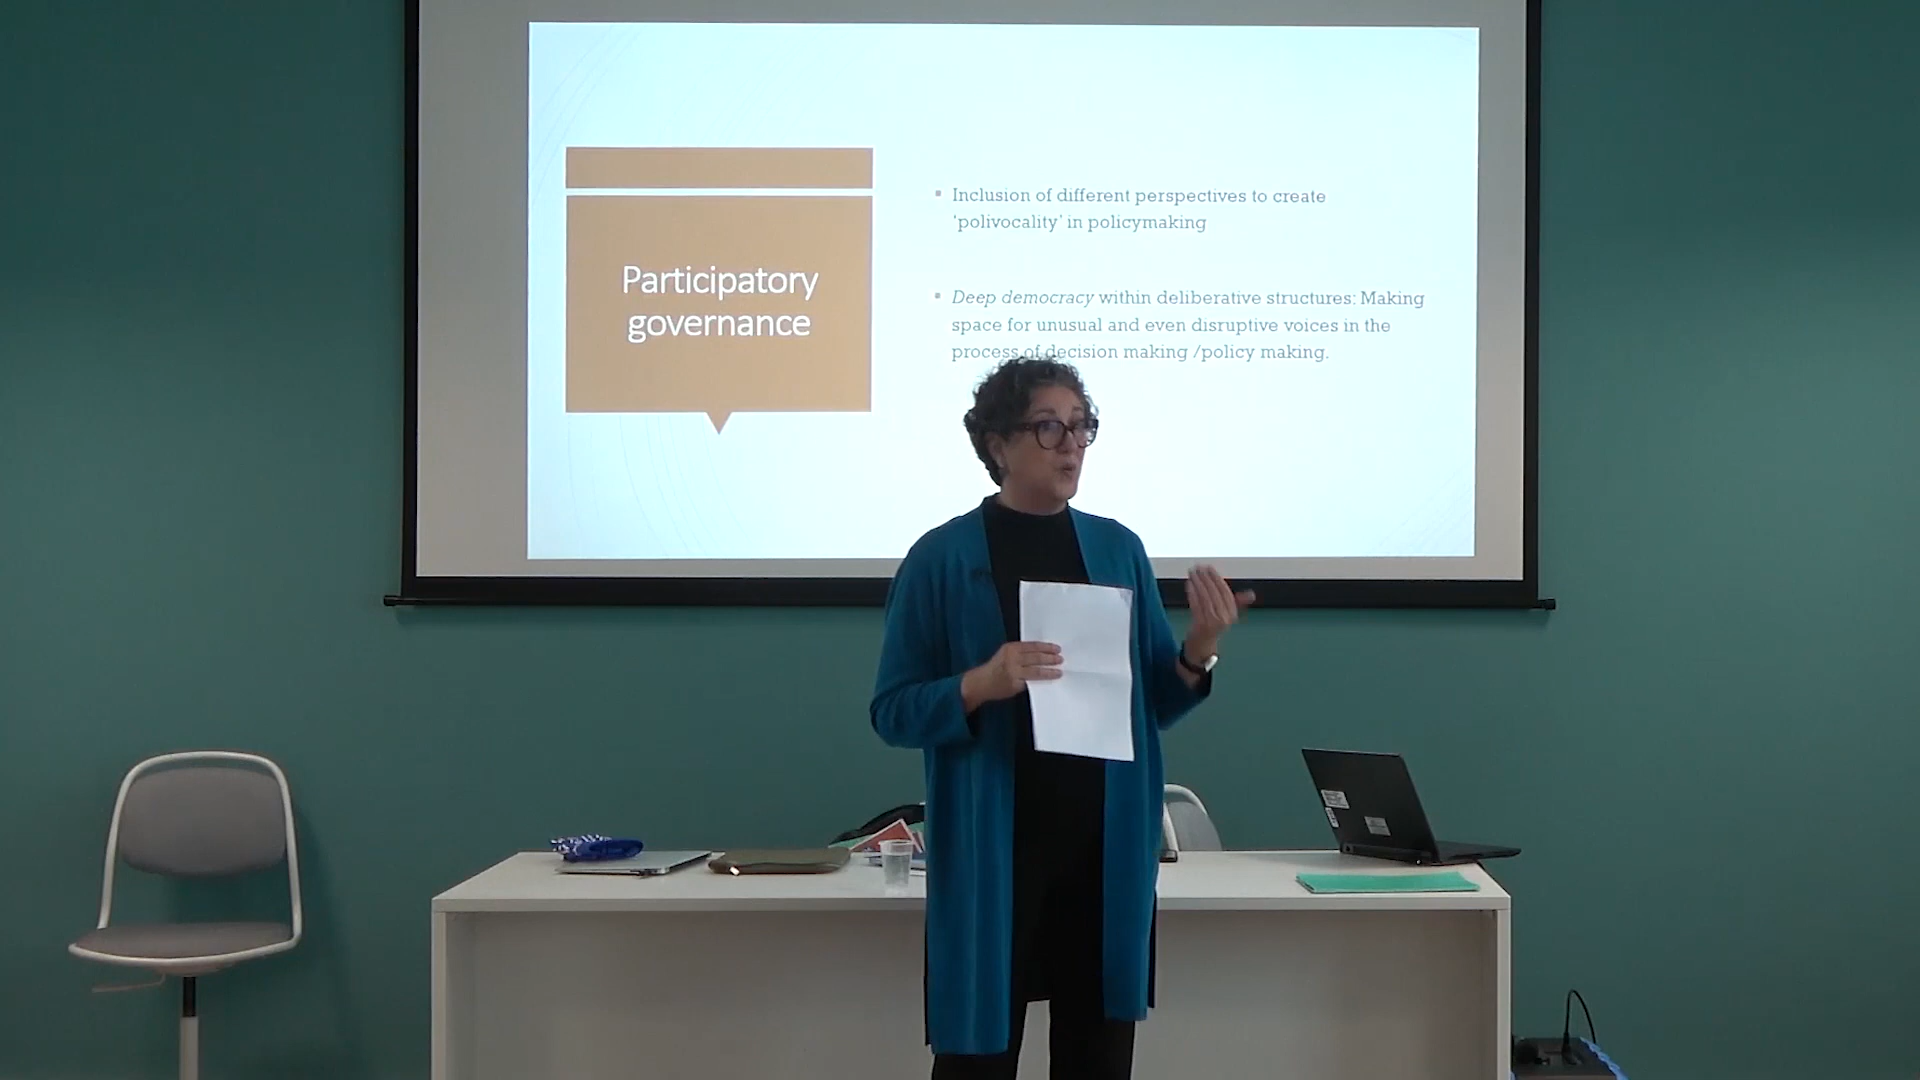 Participatory
governance
Inclusion of different perspectives to create
‘polivocality’ in policymaking
Deep democracy within deliberative structures: Making
space for unusual and even disruptive voices in the
process of decision making /policy making.